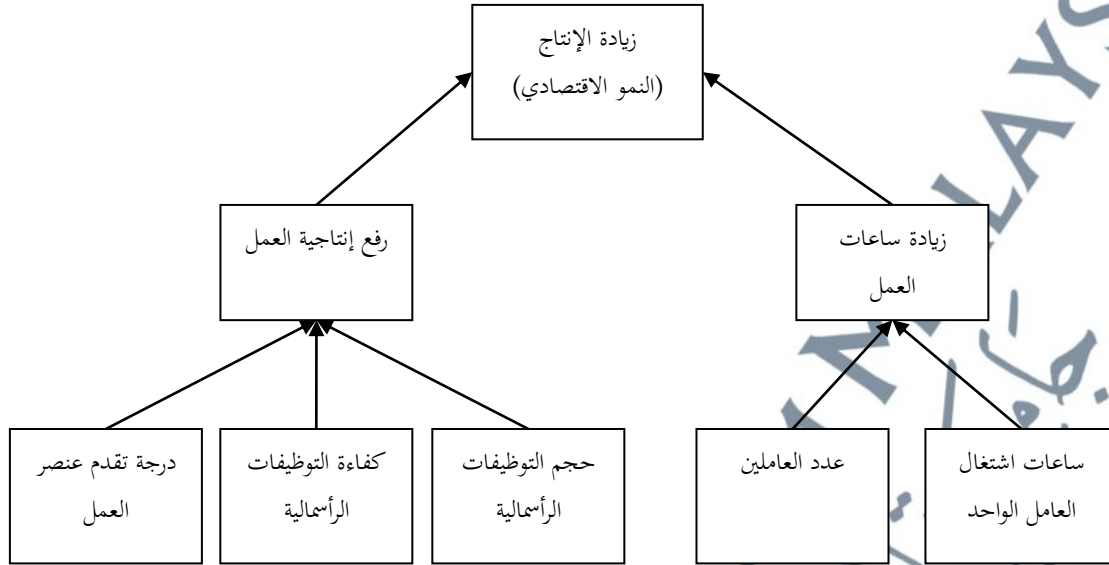 زيادة الإنتاج
(النمو الاقتصادي)
زيادة ساعات
العمل
رفع إنتاجية العمل
ساعات اشتغال
العامل الواحد
عدد العاملين
حجم التوظيفات
الرأسمالية
كفاءة التوظيفات
الرأسمالية
درجة تقدم عنصر
العمل